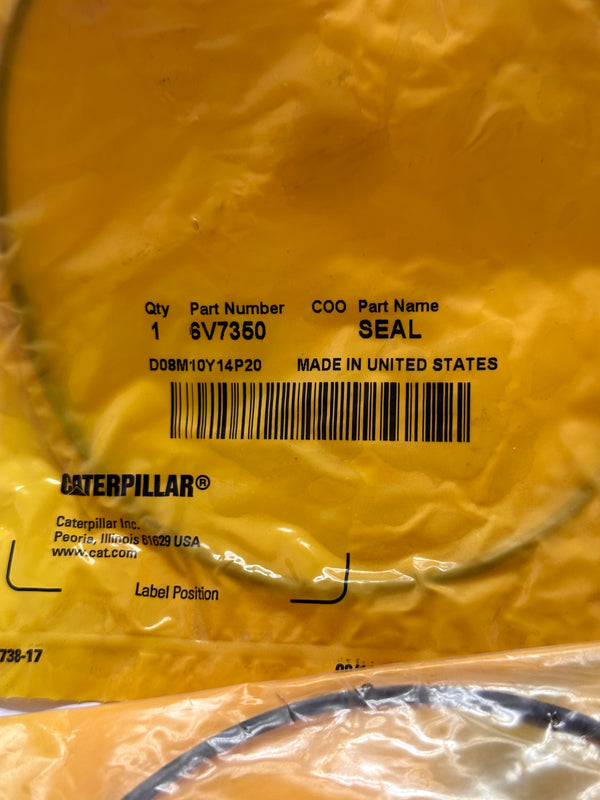 Qty Part Number COO Part Name
1 6V7350 SEAL
D08M10Y14P20 MADE IN UNITED STATES
CATERPILLAR®
Caterpillar Inc.
Peoria, Illinois 61629 USA
www.cat.com
Label Position
738-17